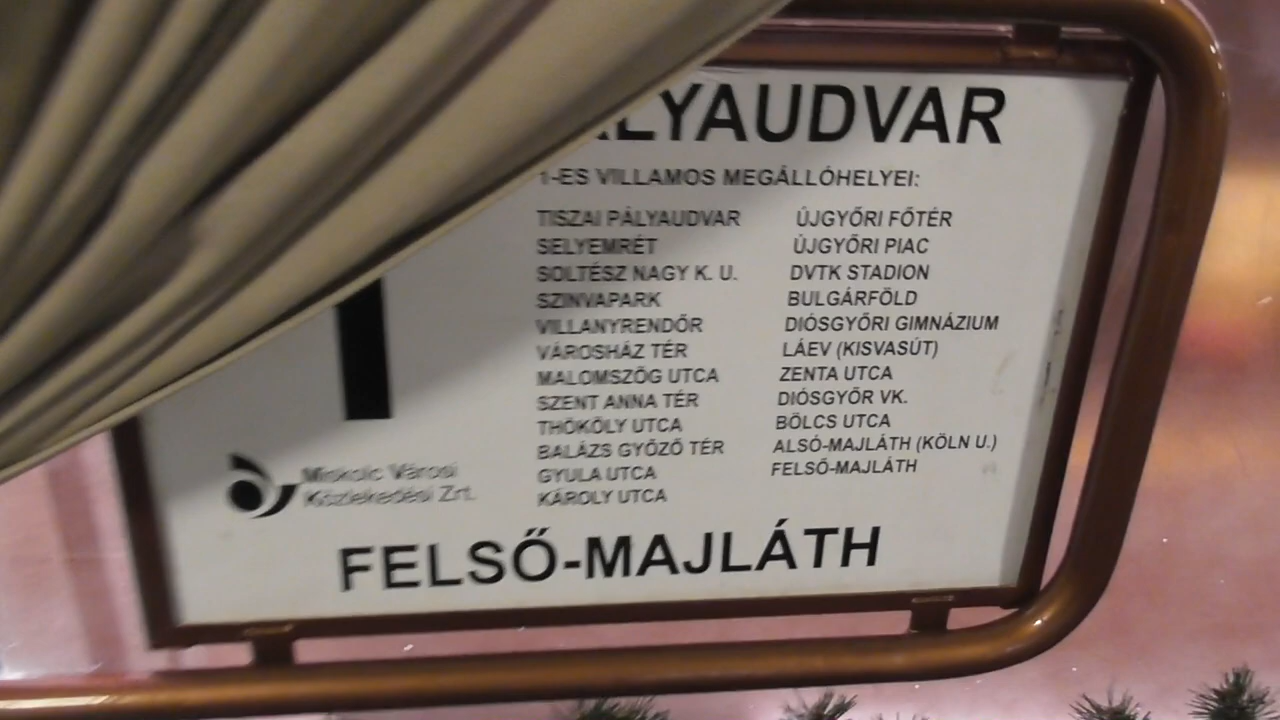 PÁLYAUDVAR
1-ES VILLAMOS MEGÁLLÓHELYEI:
TISZAI PÁLYAUDVAR
SELYEMRÉT
SOLTÉSZ NAGY K. U.
SZINVAPARK
VILLANYRENDŐR
VÁROSHÁZ TÉR
MALOMSZÖG UTCA
SZENT ANNA TÉR
THÖKÖLY UTCA
BALÁZS GYŐZŐ TÉR
GYULA UTCA
KÁROLY UTCA
ÚJGYŐRI FŐTÉR
ÚJGYŐRI PIAC
DVTK STADION
BULGÁRFÖLD
DIÓSGYŐRI GIMNÁZIUM
LÁEV (KISVASÚT)
ZENTA UTCA
DIÓSGYŐR VK.
BÖLCS UTCA
ALSÓ-MAJLÁTH (KÖLN U.)
FELSŐ-MAJLÁTH
1
Miskolc Városi
Közlekedési Zrt.
FELSŐ-MAJLÁTH